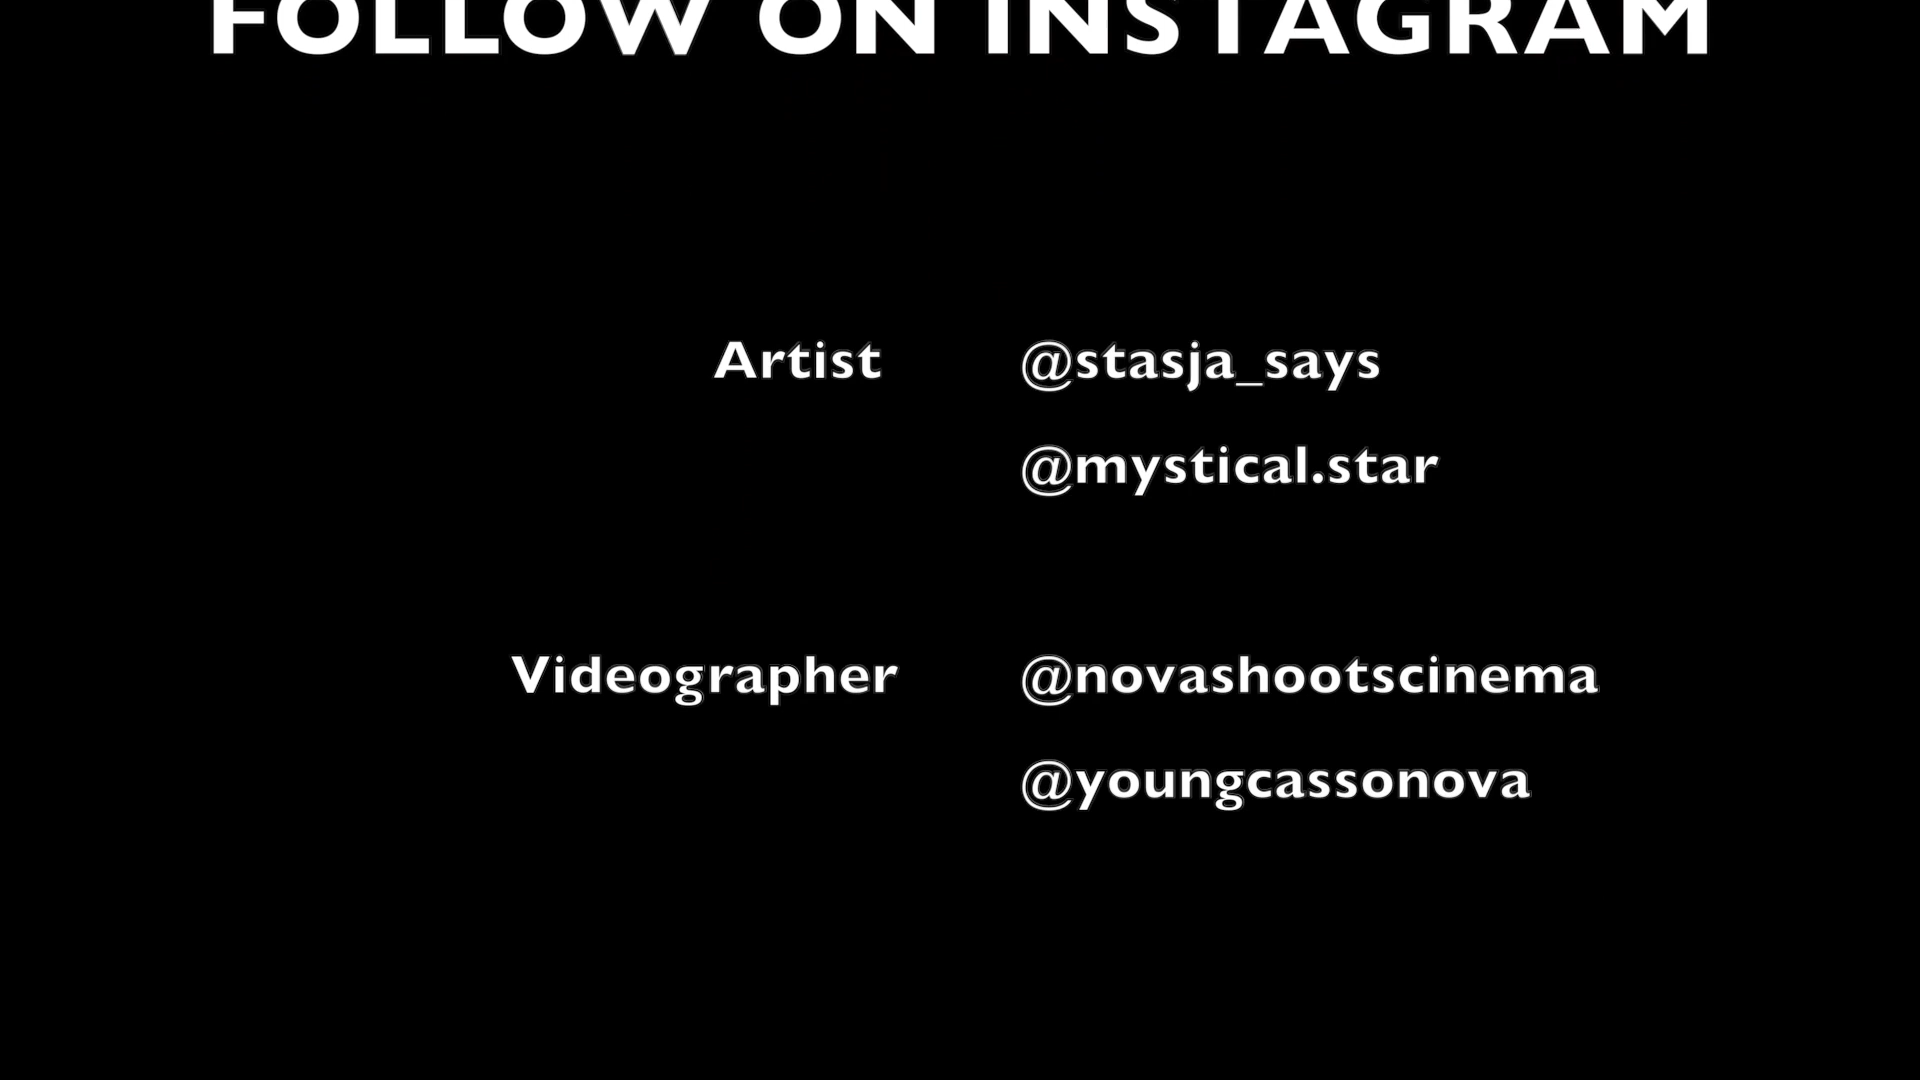 FOLLOW ON INSTAGRAM
Artist @stasja_says
@mystical.star
Videographer @novashootscinema
@youngcassonova